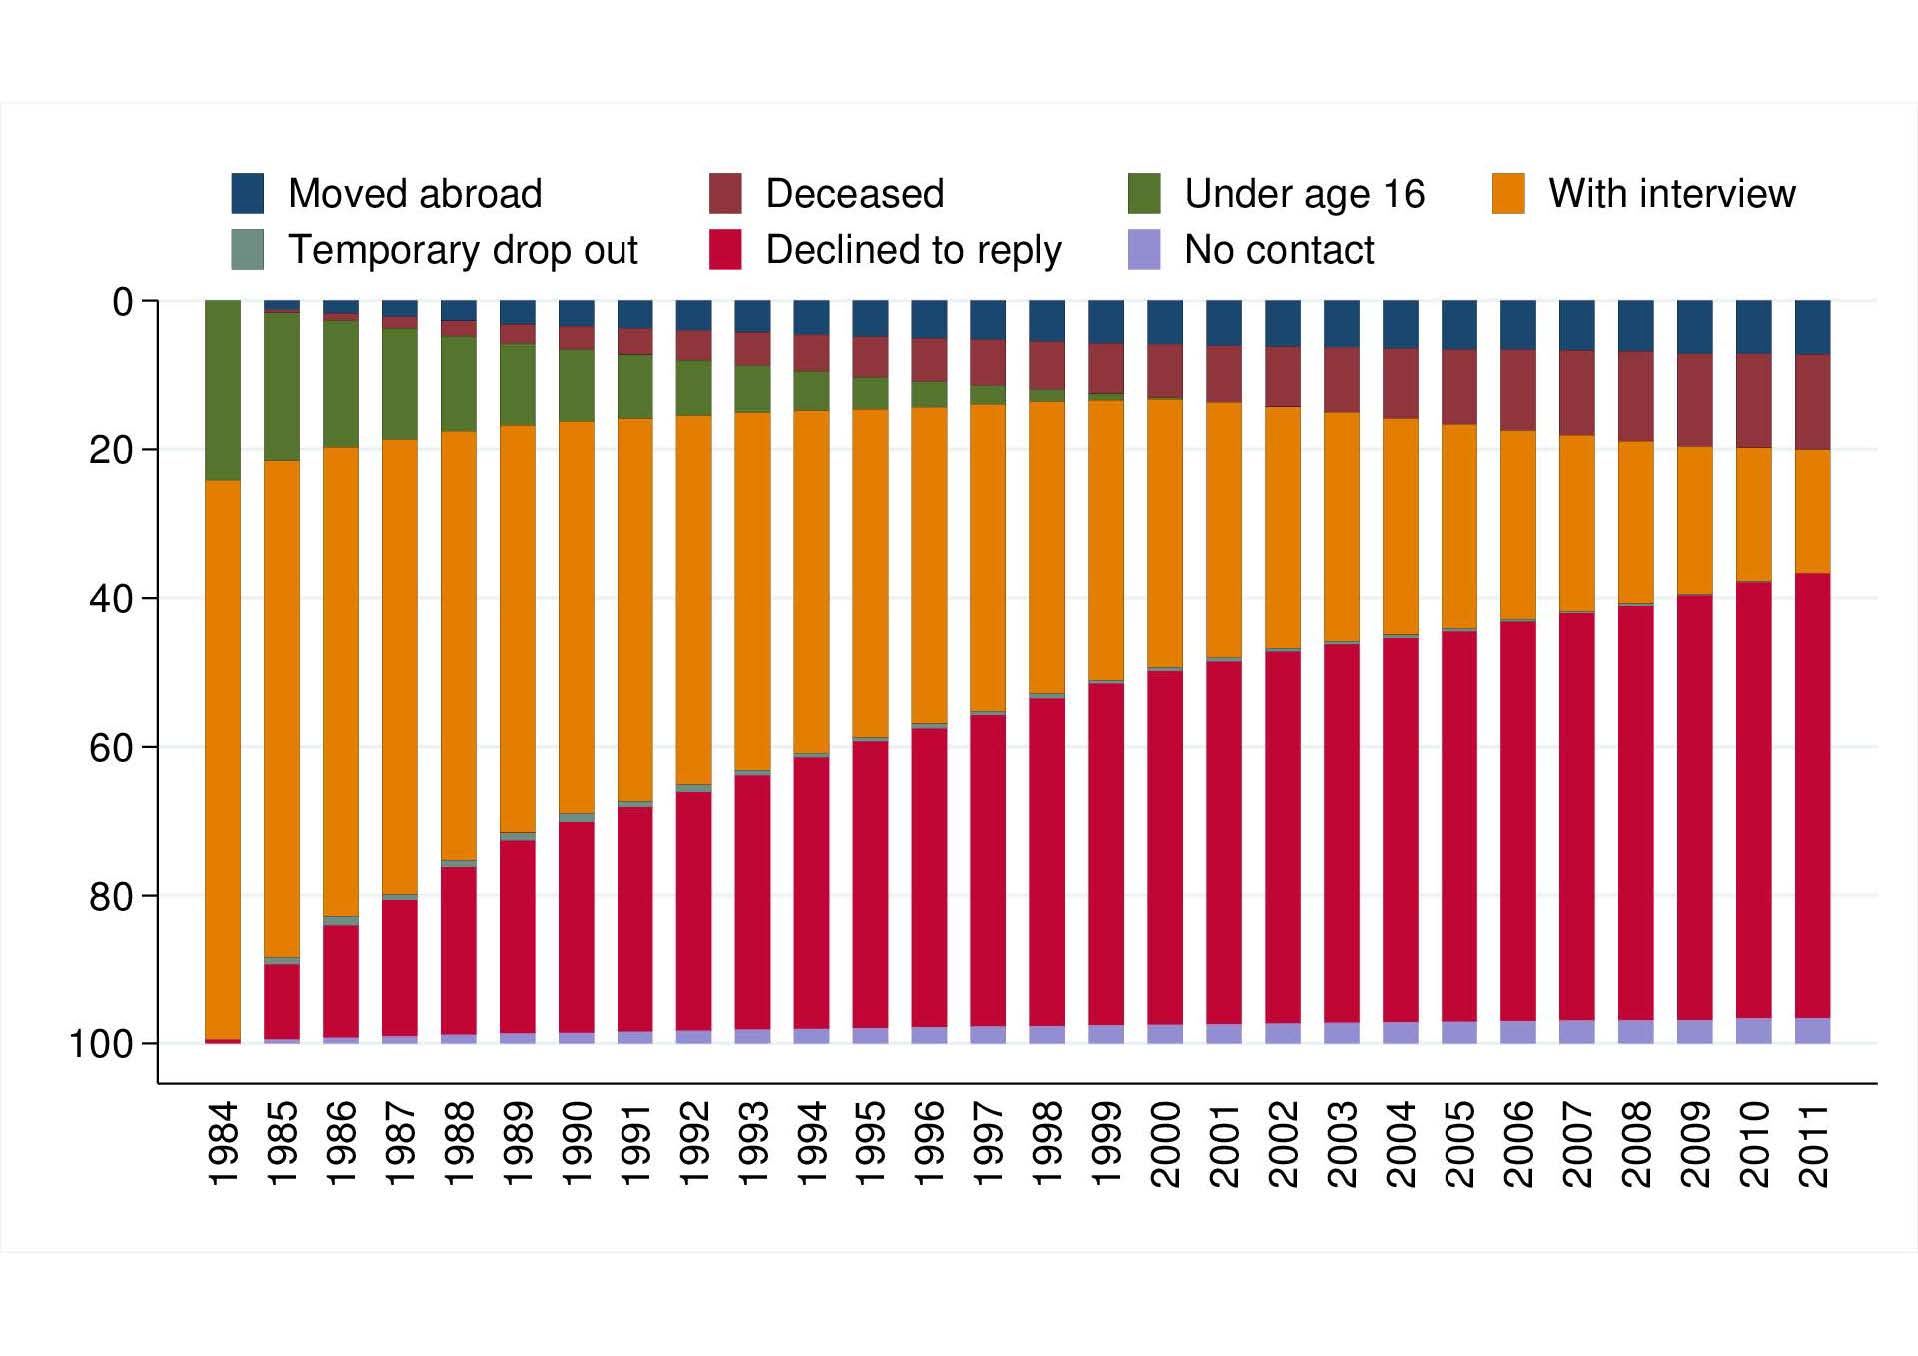 Moved abroad Deceased Under age 16 With interview
Temporary drop out Declined to reply No contact
0
20
40
60
80
100
1984 1985 1986 1987 1988 1989 1990 1991 1992 1993 1994 1995 1996 1997 1998 1999 2000 2001 2002 2003 2004 2005 2006 2007 2008 2009 2010 2011